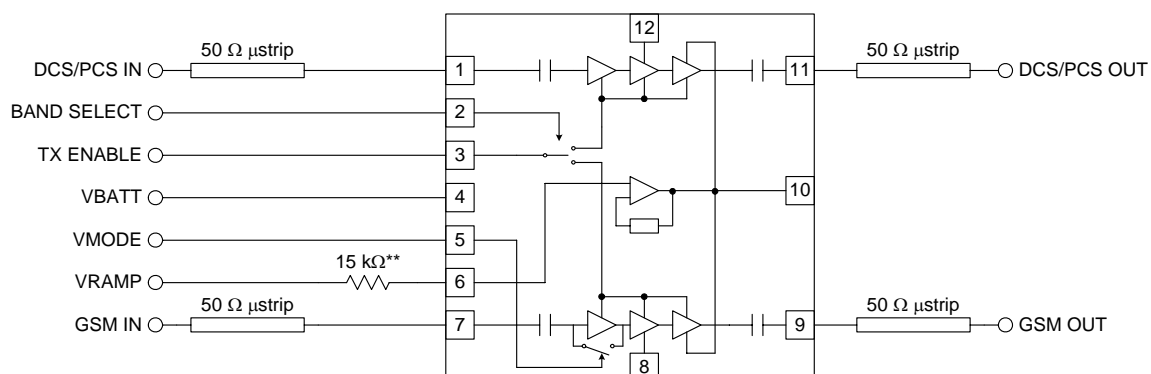 12
50 Ω μstrip
50 Ω μstrip
DCS/PCS IN
1
11
DCS/PCS OUT
BAND SELECT
2
TX ENABLE
3
VBATT
4
10
VMODE
5
15 kΩ**
VRAMP
6
50 Ω μstrip
50 Ω μstrip
GSM IN
7
9
GSM OUT
8